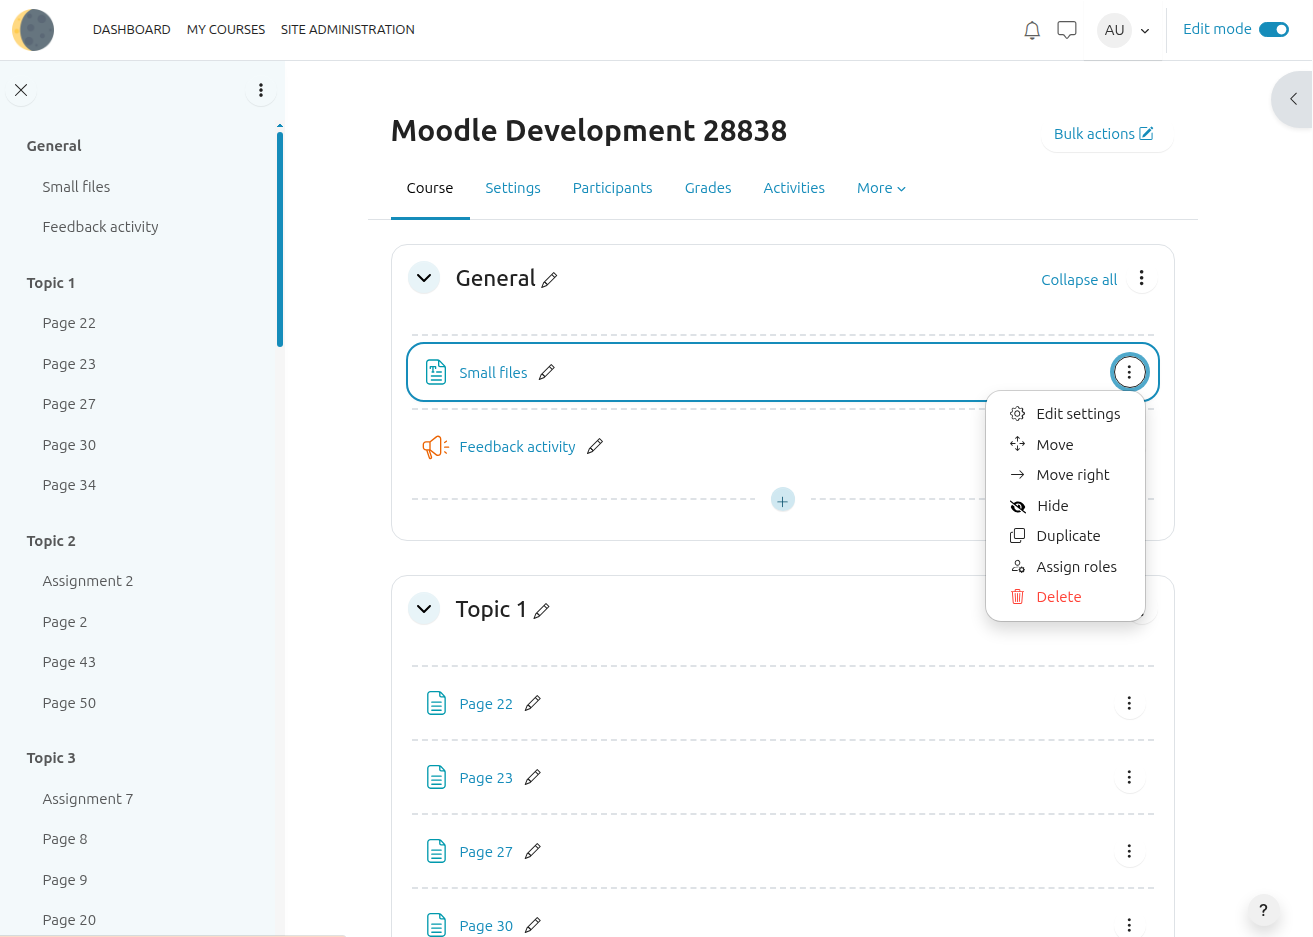 DASHBOARD MY COURSES SITE ADMINISTRATION AU Edit mode
General
Small files
Feedback activity
Topic 1
Page 22
Page 23
Page 27
Page 30
Page 34
Topic 2
Assignment 2
Page 2
Page 43
Page 50
Topic 3
Assignment 7
Page 8
Page 9
Page 20
Moodle Development 28838
Bulk actions
Course Settings Participants Grades Activities More
General
Collapse all
Small files
Feedback activity
Edit settings
Move
Move right
Hide
Duplicate
Assign roles
Delete
Topic 1
Page 22
Page 23
Page 27
Page 30
?